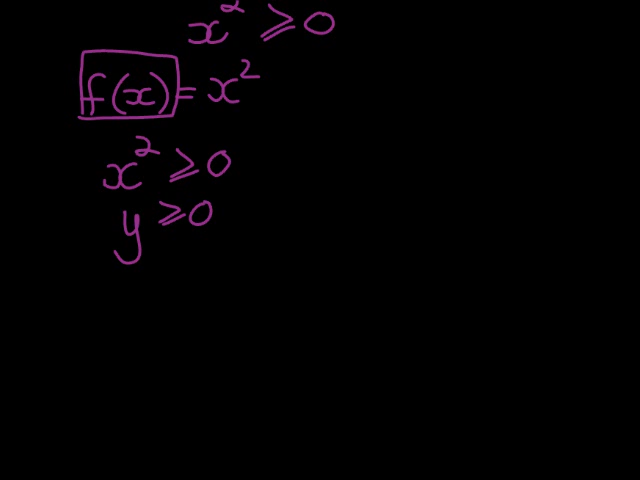 x² ⩾ 0
f(x) = x²
x² ⩾ 0
y ⩾ 0